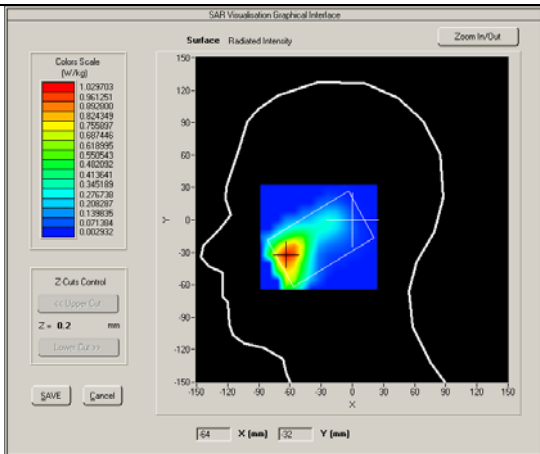 SAR Visualisation Graphical Interface
Surface Radiated Intensity
Zoom In/Out
Colors Scale
(W/kg)
1.029703
0.961251
0.892800
0.824349
0.755897
0.687446
0.618995
0.550543
0.482092
0.413641
0.345189
0.276738
0.208287
0.139835
0.071384
0.002932
Z Cuts Control
<< Upper Cut
Z = 0.2 mm
Lower Cut >>
SAVE Cancel
150
120
90
60
30
0
-30
-60
-90
-120
-150
Y
-150 -120 -90 -60 -30 0 30 60 90 120 150
X
-64 X (mm) -32 Y (mm)